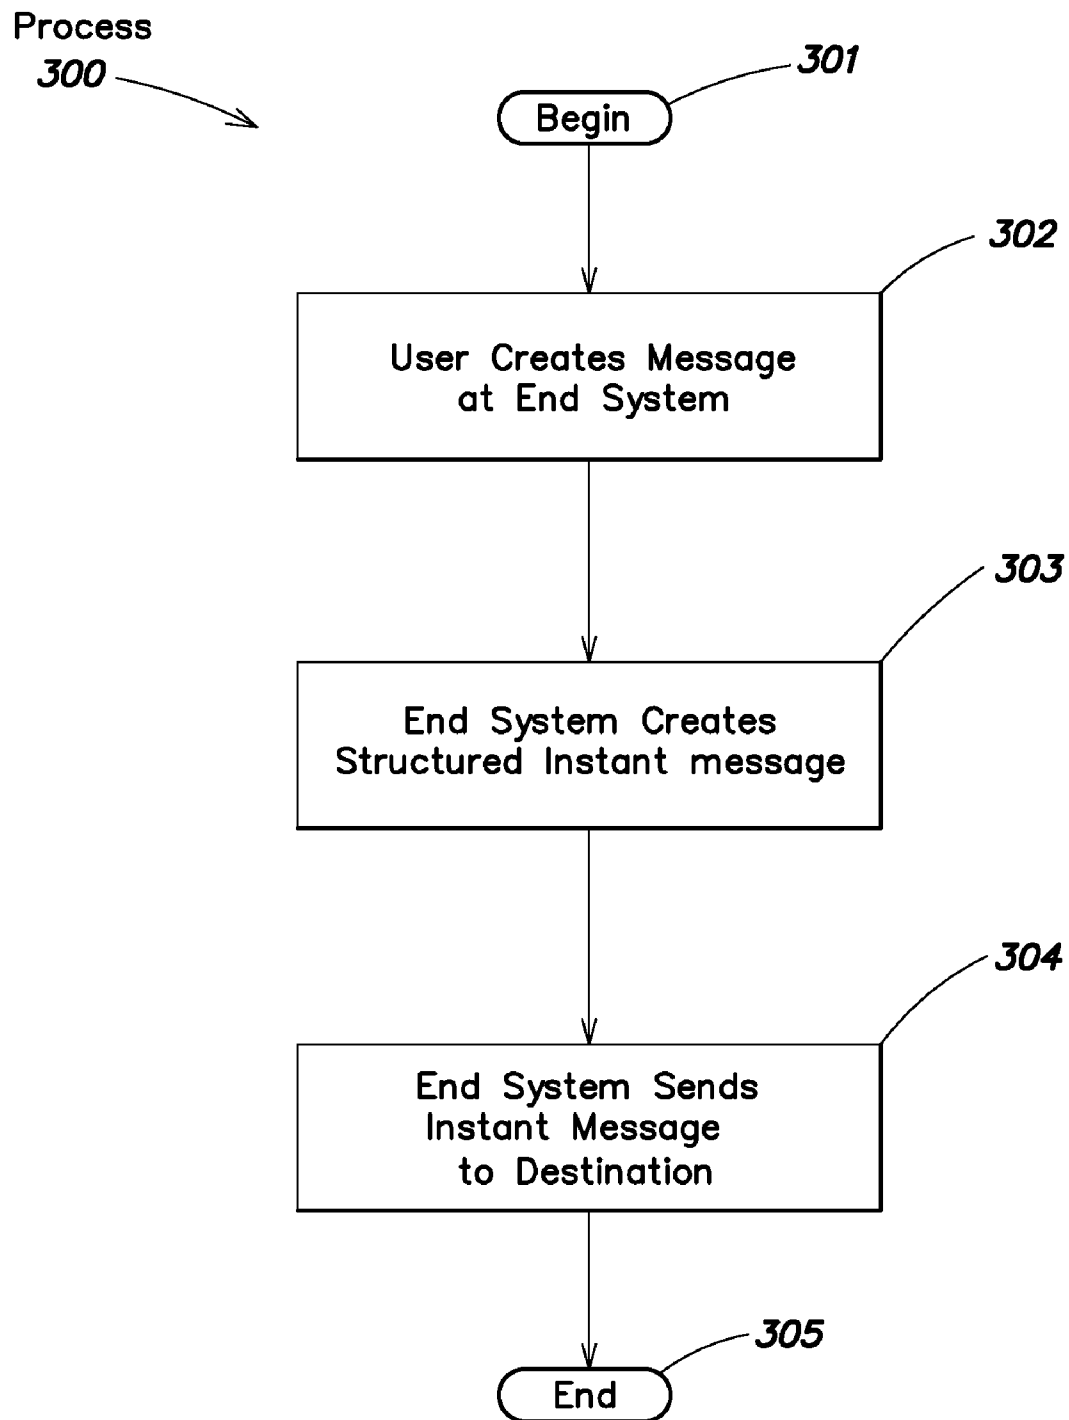 Process
300
301
Begin
302
User Creates Message
at End System
303
End System Creates
Structured Instant message
304
End System Sends
Instant Message
to Destination
305
End